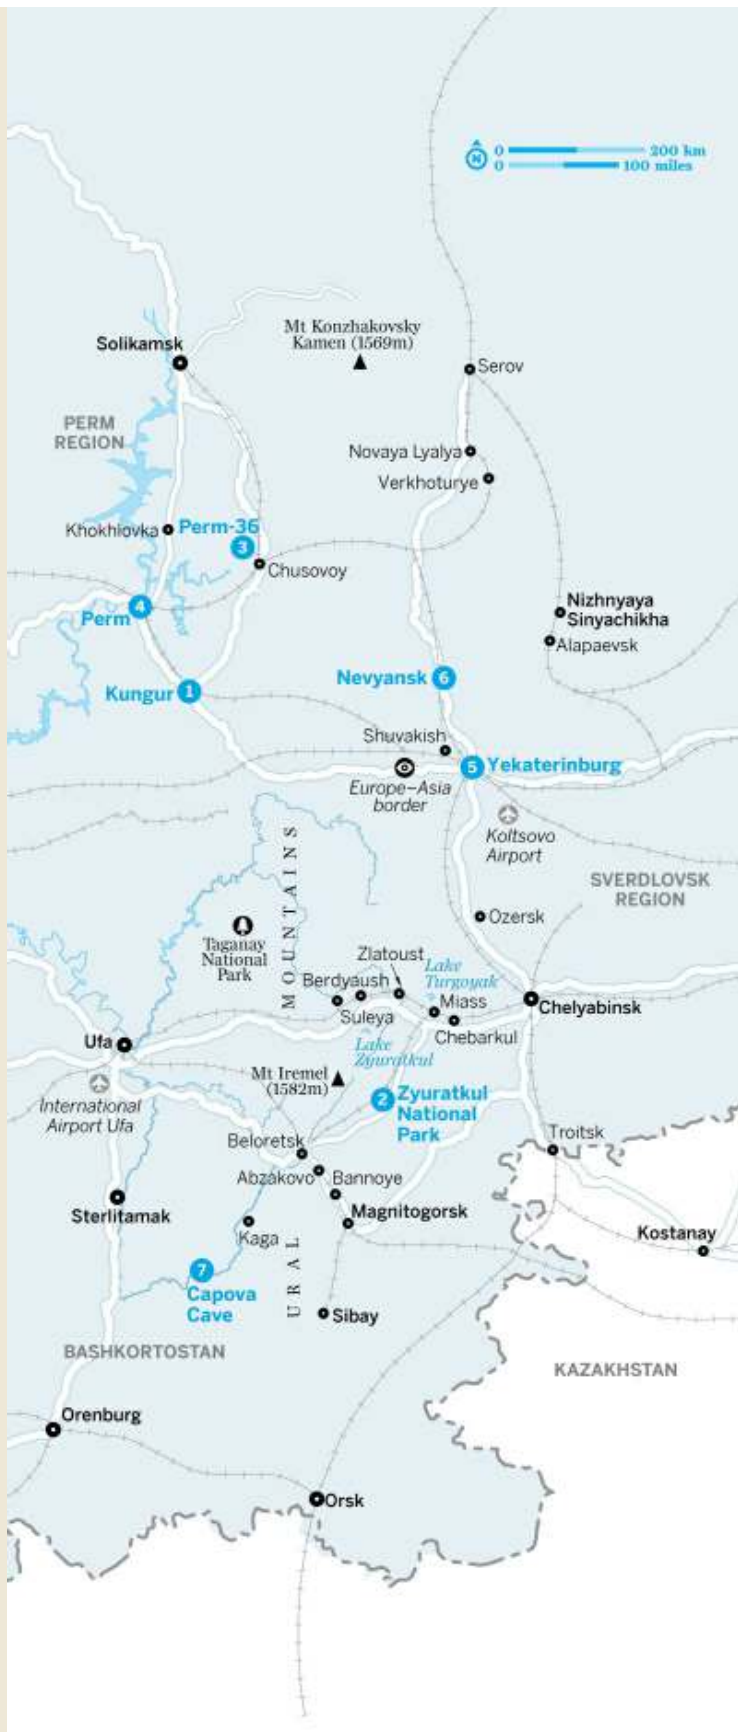 0 200 km
0 100 miles
Mt Konzhakovsky
Kamen (1569m)
Solikamsk
Serov
PERM
REGION
Novaya Lyalya
Verkhoturye
Khokhlovka
Perm-36
3
Chusovoy
Nizhnyaya
Sinyachikha
4
Perm
Alapaevsk
Nevyansk
6
Kungur
1
Shuvakish
5
Yekaterinburg
Europe–Asia
border
Koltsovo
Airport
MOUNTAINS
SVERDLOVSK
REGION
Ozersk
Taganay
National
Park
Zlatoust
Lake
Turgoyak
Berdyaush
Miass
Suleya
Chelyabinsk
Chebarkul
Ufa
Lake
Zyuratkul
Mt Iremel
(1582m)
International
Airport Ufa
2
Zyuratkul
National
Park
Troitsk
Beloretsk
Abzakovo
Bannoye
Sterlitamak
Magnitogorsk
Kostanay
Kaga
URAL
7
Capova
Cave
Sibay
BASHKORTOSTAN
KAZAKHSTAN
Orenburg
Orsk
N